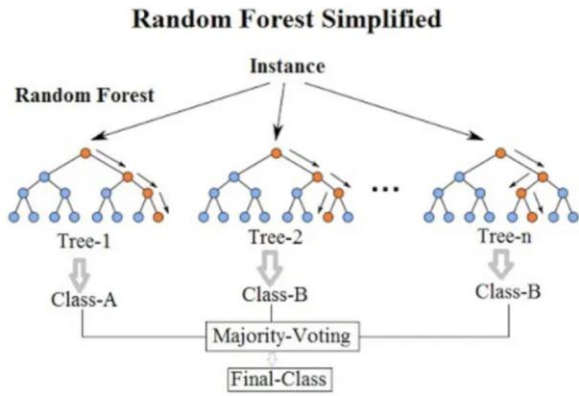 Random Forest Simplified
Instance
Random Forest
...
Tree-1
Tree-2
Tree-n
Class-A
Class-B
Class-B
Majority-Voting
Final-Class